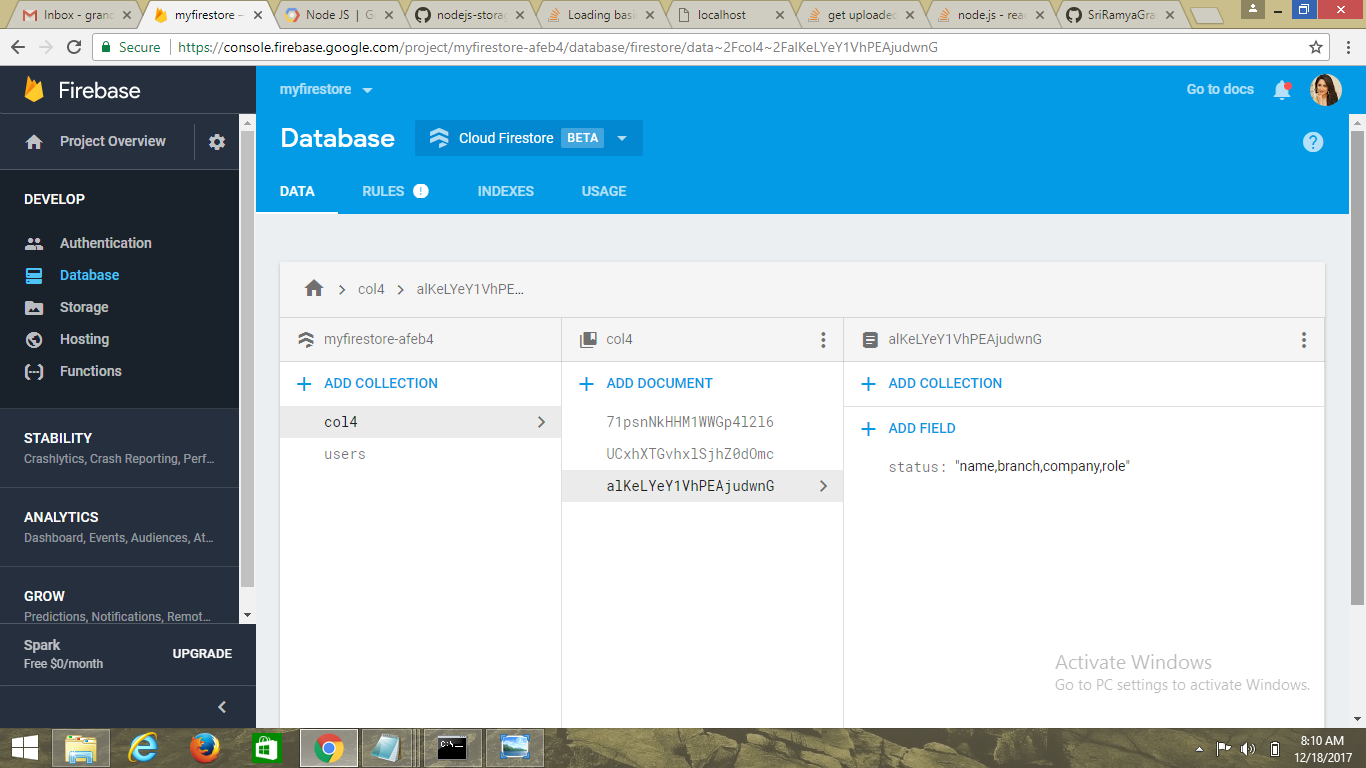 Inbox - gran
myfirestore –
Node JS | G
nodejs-stora
Loading bas
localhost
get uploaded
node.js - rea
SriRamyaGra
Secure
https://console.firebase.google.com/project/myfirestore-afeb4/database/firestore/data~2Fcol4~2FalKeLYeY1VhPEAjudwnG
Firebase
myfirestore
Go to docs
Project Overview
Database
Cloud Firestore BETA
DATA
RULES !
INDEXES
USAGE
DEVELOP
Authentication
Database
Storage
Hosting
Functions
STABILITY
Crashlytics, Crash Reporting, Perf...
ANALYTICS
Dashboard, Events, Audiences, At...
GROW
Predictions, Notifications, Remot...
Spark
Free $0/month
UPGRADE
col4
alKeLYeY1VhPE...
myfirestore-afeb4
ADD COLLECTION
col4
users
col4
ADD DOCUMENT
71psnNkHHM1WWGp4l2l6
UCxhXTGvhxlSjhZ0dOmc
alKeLYeY1VhPEAjudwnG
alKeLYeY1VhPEAjudwnG
ADD COLLECTION
ADD FIELD
status: "name,branch,company,role"
Activate Windows
Go to PC settings to activate Windows.
8:10 AM
12/18/2017